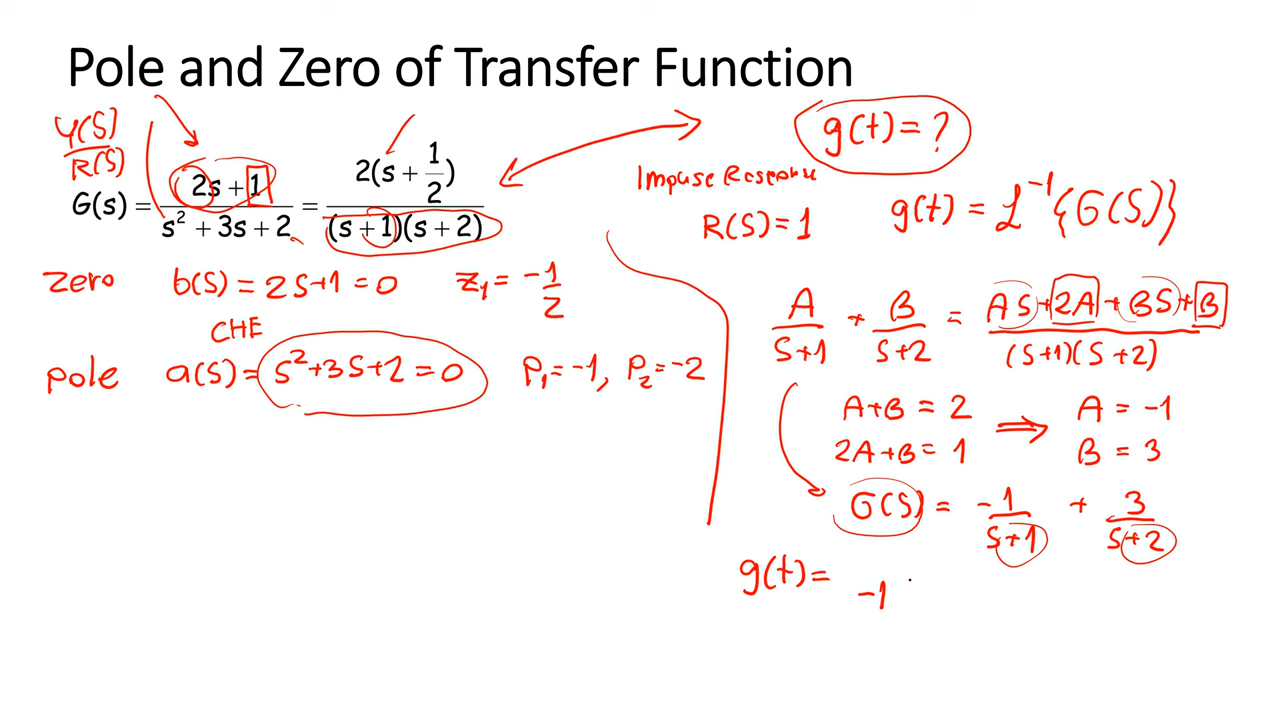 Pole and Zero of Transfer Function
Y(S)
R(S)
G(s) = 2s + 1 / s² + 3s + 2 = 2(s + 1/2) / (s + 1)(s + 2)
zero b(S) = 2S+1 = 0 Z₁ = -1/2
CHE
pole a(S) = S²+3S+2 = 0 P₁=-1, P₂=-2
g(t) = ?
Impuse
R(S) = 1
g(t) = ℒ⁻¹{G(S)}
A/S+1 + B/S+2 = AS+2A+BS+B / (S+1)(S+2)
A+B = 2 ⇒ A = -1
2A+B = 1 B = 3
G(S) = -1/S+1 + 3/S+2
g(t) = -1